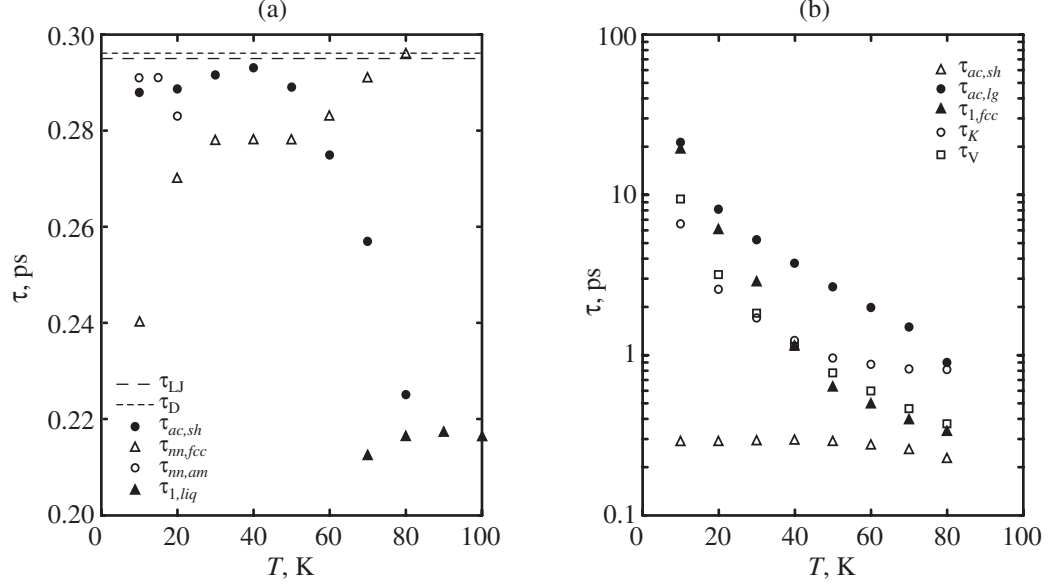 (a)
0.30
0.28
0.26
0.24
0.22
0.20
τ, ps
τLJ
τD
τac,sh
τnn,fcc
τnn,am
τ1,liq
0 20 40 60 80 100
T, K
(b)
100
10
1
0.1
τ, ps
τac,sh
τac,lg
τ1,fcc
τK
τV
0 20 40 60 80 100
T, K